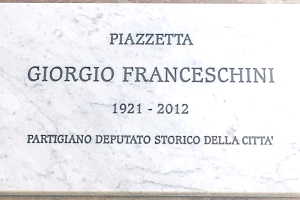 PIAZZETTA
GIORGIO FRANCESCHINI
1921 - 2012
PARTIGIANO DEPUTATO STORICO DELLA CITTA'